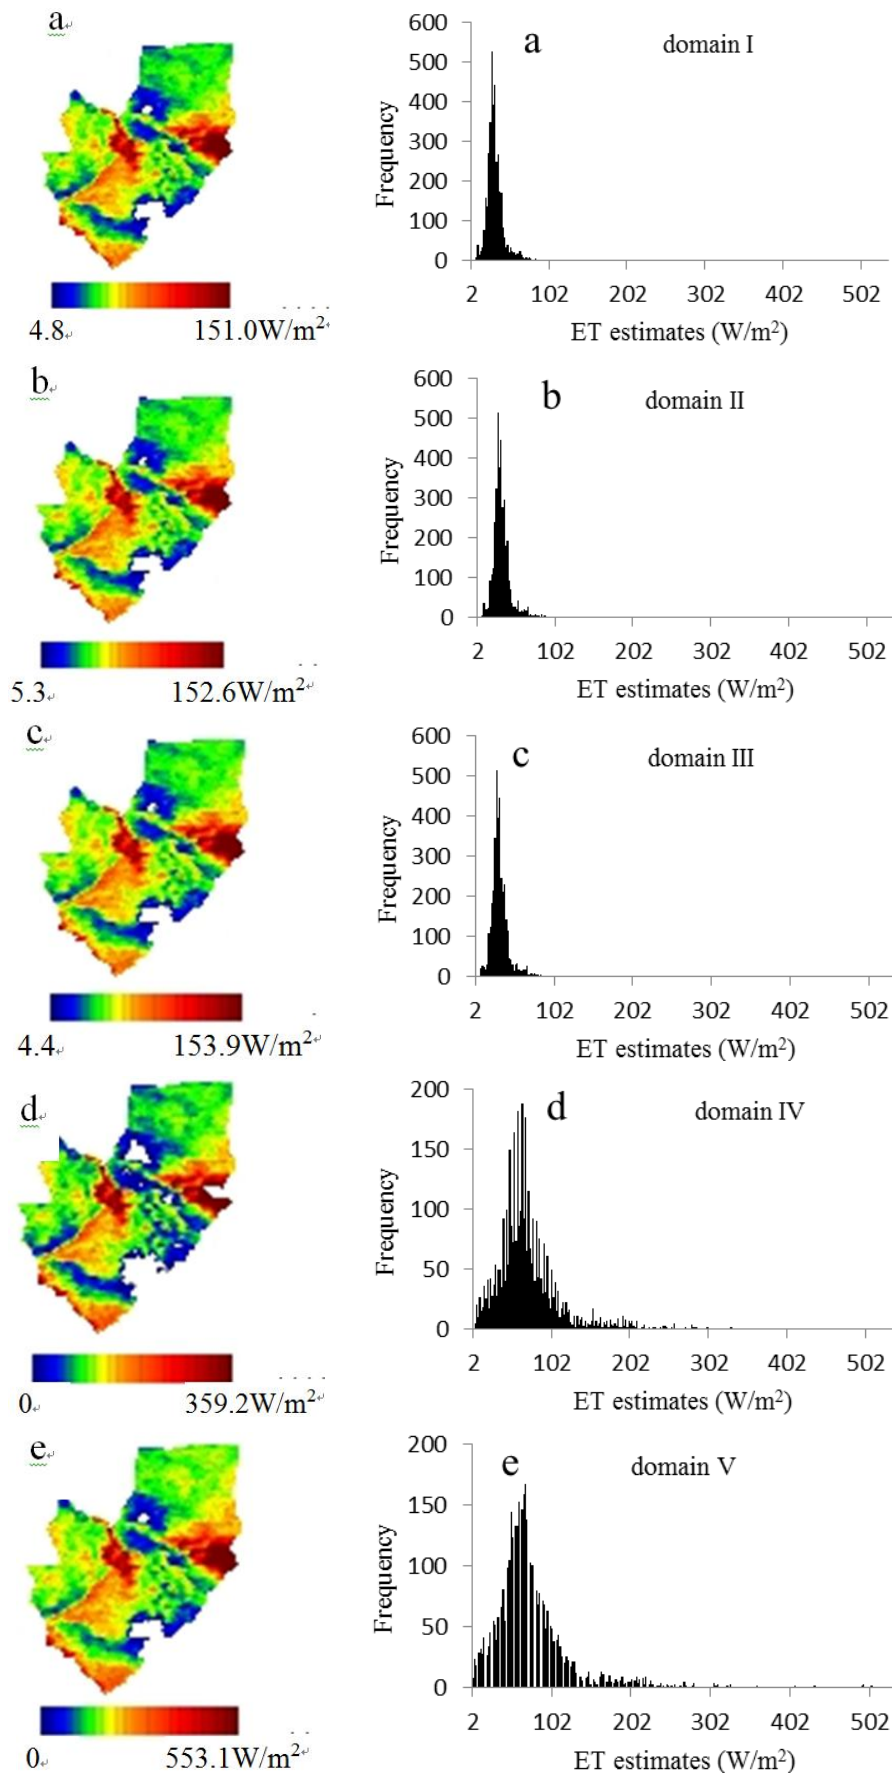 a
4.8 151.0W/m²
a domain I
600
500
400
300
200
100
0
Frequency
2 102 202 302 402 502
ET estimates (W/m²)
b
5.3 152.6W/m²
b domain II
600
500
400
300
200
100
0
Frequency
2 102 202 302 402 502
ET estimates (W/m²)
c
4.4 153.9W/m²
c domain III
600
500
400
300
200
100
0
Frequency
2 102 202 302 402 502
ET estimates (W/m²)
d
0 359.2W/m²
d domain IV
200
150
100
50
0
Frequency
2 102 202 302 402 502
ET estimates (W/m²)
e
0 553.1W/m²
e domain V
200
150
100
50
0
Frequency
2 102 202 302 402 502
ET estimates (W/m²)